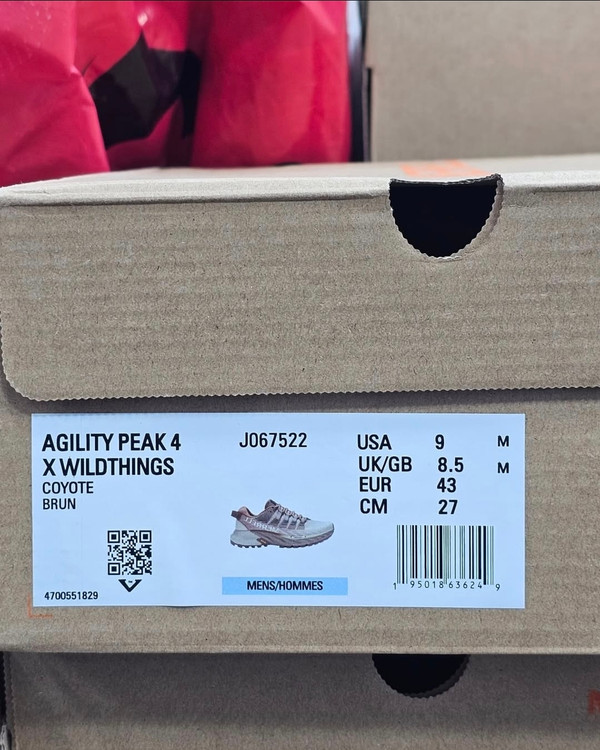 AGILITY PEAK 4
X WILDTHINGS
COYOTE
BRUN
4700551829
J067522
MENS/HOMMES
USA 9 M
UK/GB 8.5 M
EUR 43
CM 27
1 95018 63624 9